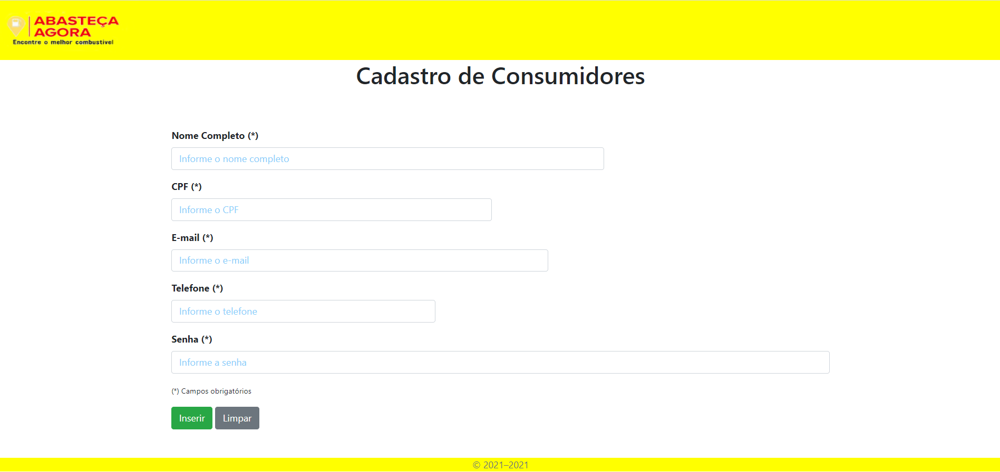 ABASTEÇA
AGORA
Encontre o melhor combustivel
Cadastro de Consumidores
Nome Completo (*)
Informe o nome completo
CPF (*)
Informe o CPF
E-mail (*)
Informe o e-mail
Telefone (*)
Informe o telefone
Senha (*)
Informe a senha
(*) Campos obrigatórios
Inserir Limpar
© 2021–2021